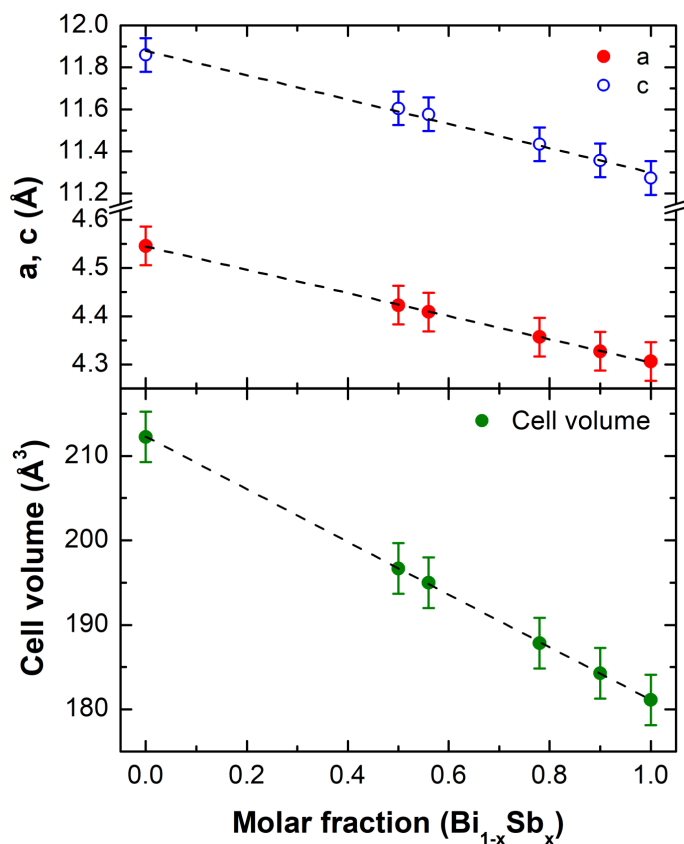 12.0
11.8
11.6
11.4
11.2
4.6
4.5
4.4
4.3
a, c (Å)
a
c
210
200
190
180
Cell volume (Å³)
Cell volume
0.0 0.2 0.4 0.6 0.8 1.0
Molar fraction (Bi₁₋ₓSbₓ)